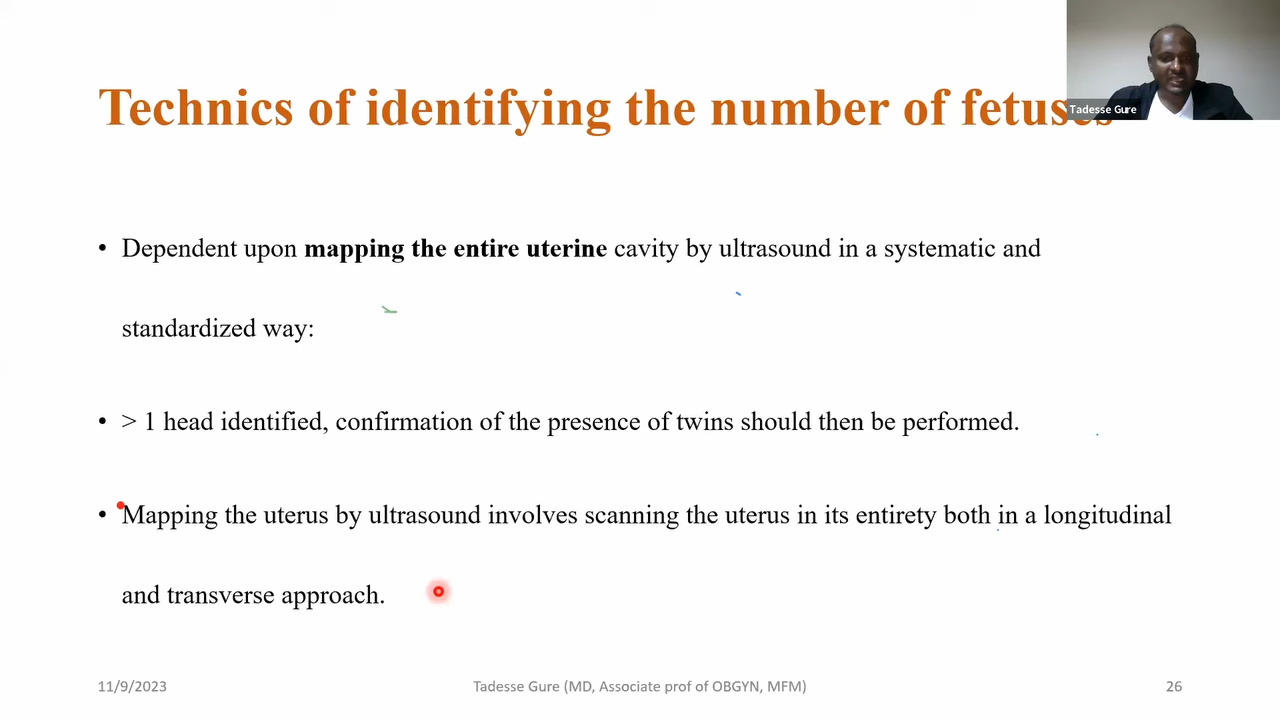 Technics of identifying the number of fetuses
Tadesse Gure
• Dependent upon mapping the entire uterine cavity by ultrasound in a systematic and
standardized way:
• > 1 head identified, confirmation of the presence of twins should then be performed.
• Mapping the uterus by ultrasound involves scanning the uterus in its entirety both in a longitudinal
and transverse approach.
11/9/2023
Tadesse Gure (MD, Associate prof of OBGYN, MFM)
26